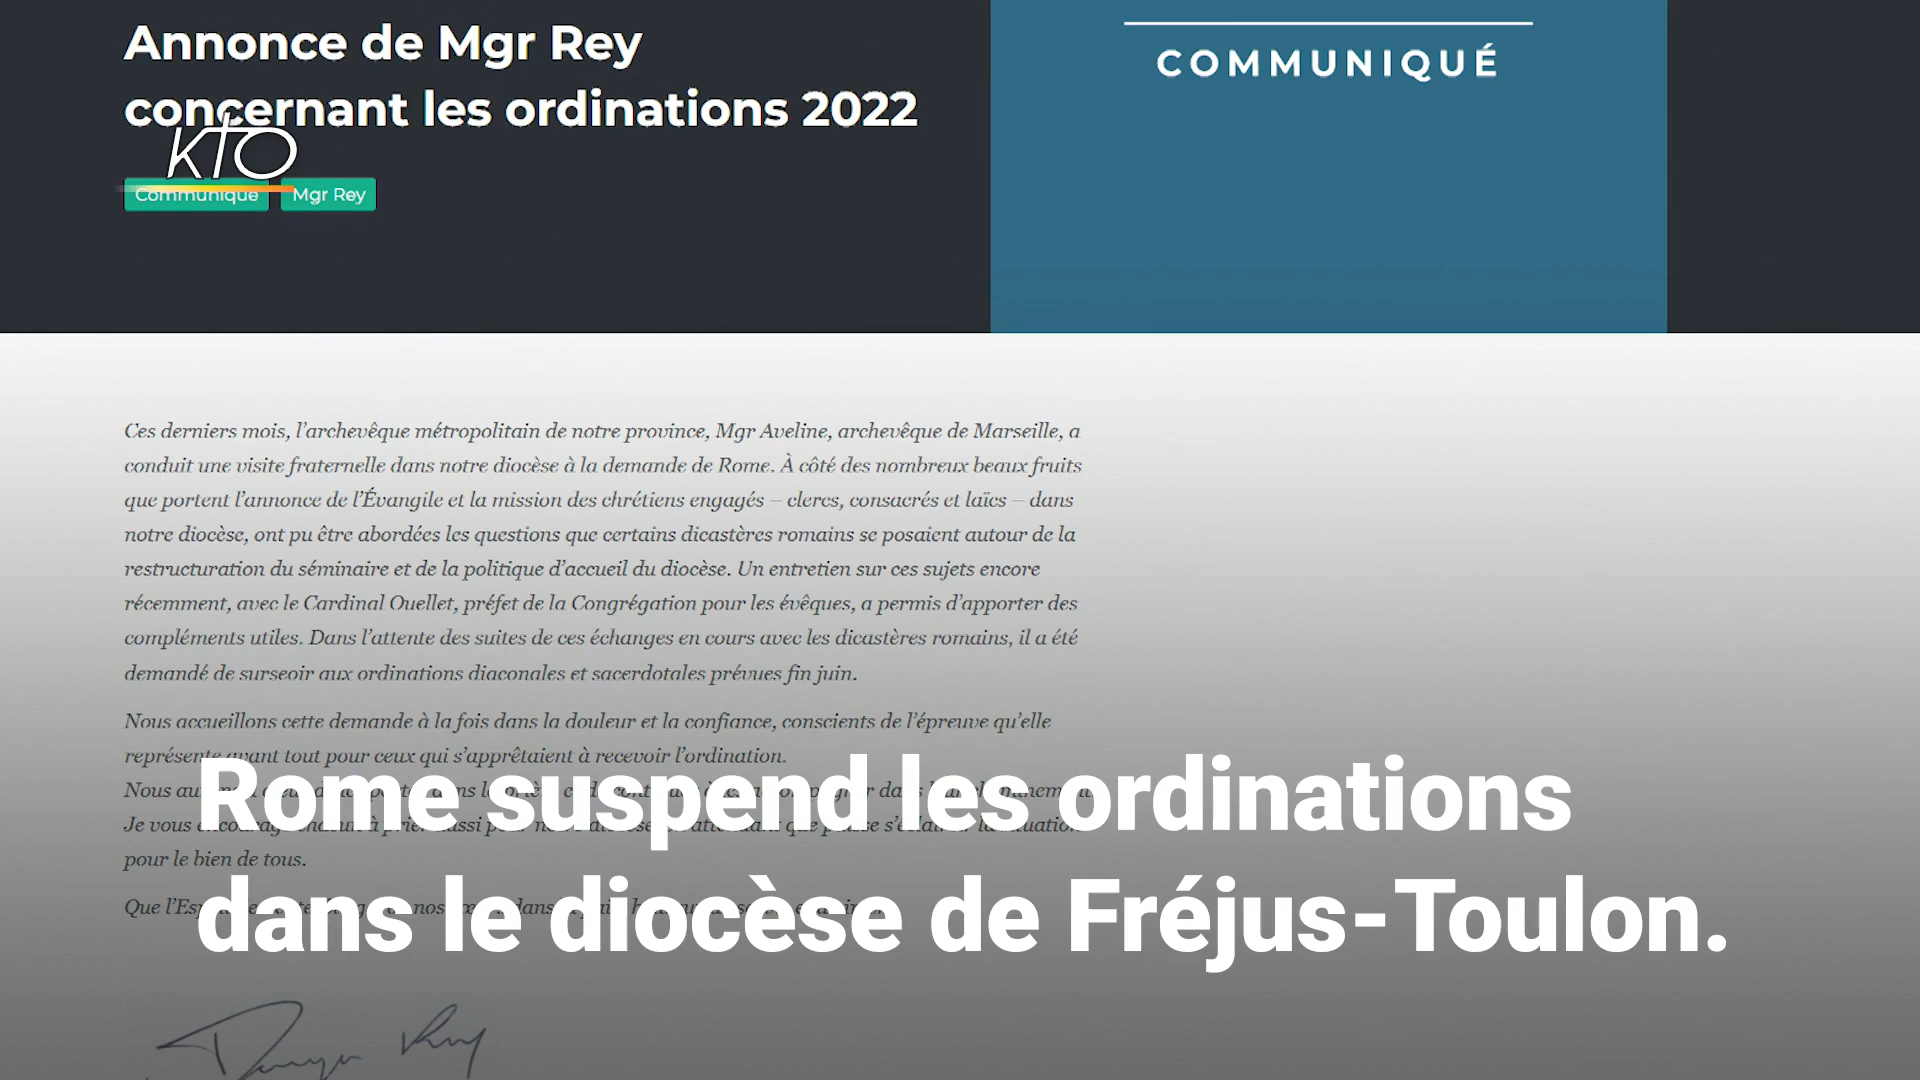 Annonce de Mgr Rey
concernant les ordinations 2022
COMMUNIQUÉ
KTO
Communiqué
Mgr Rey
Ces derniers mois, l’archevêque métropolitain de notre province, Mgr Aveline, archevêque de Marseille, a
conduit une visite fraternelle dans notre diocèse à la demande de Rome. À côté des nombreux beaux fruits
que portent l’annonce de l’Évangile et la mission des chrétiens engagés – clercs, consacrés et laïcs – dans
notre diocèse, ont pu être abordées les questions que certains dicastères romains se posaient autour de la
restructuration du séminaire et de la politique d’accueil du diocèse. Un entretien sur ces sujets encore
récemment, avec le Cardinal Ouellet, préfet de la Congrégation pour les évêques, a permis d’apporter des
compléments utiles. Dans l’attente des suites de ces échanges en cours avec les dicastères romains, il a été
demandé de surseoir aux ordinations diaconales et sacerdotales prévues fin juin.
Nous accueillons cette demande à la fois dans la douleur et la confiance, conscients de l’épreuve qu’elle
représente avant tout pour ceux qui s’apprêtaient à recevoir l’ordination.
Nous
Je vous
pour le bien de tous.
Que
Rome suspend les ordinations
dans le diocèse de Fréjus-Toulon.